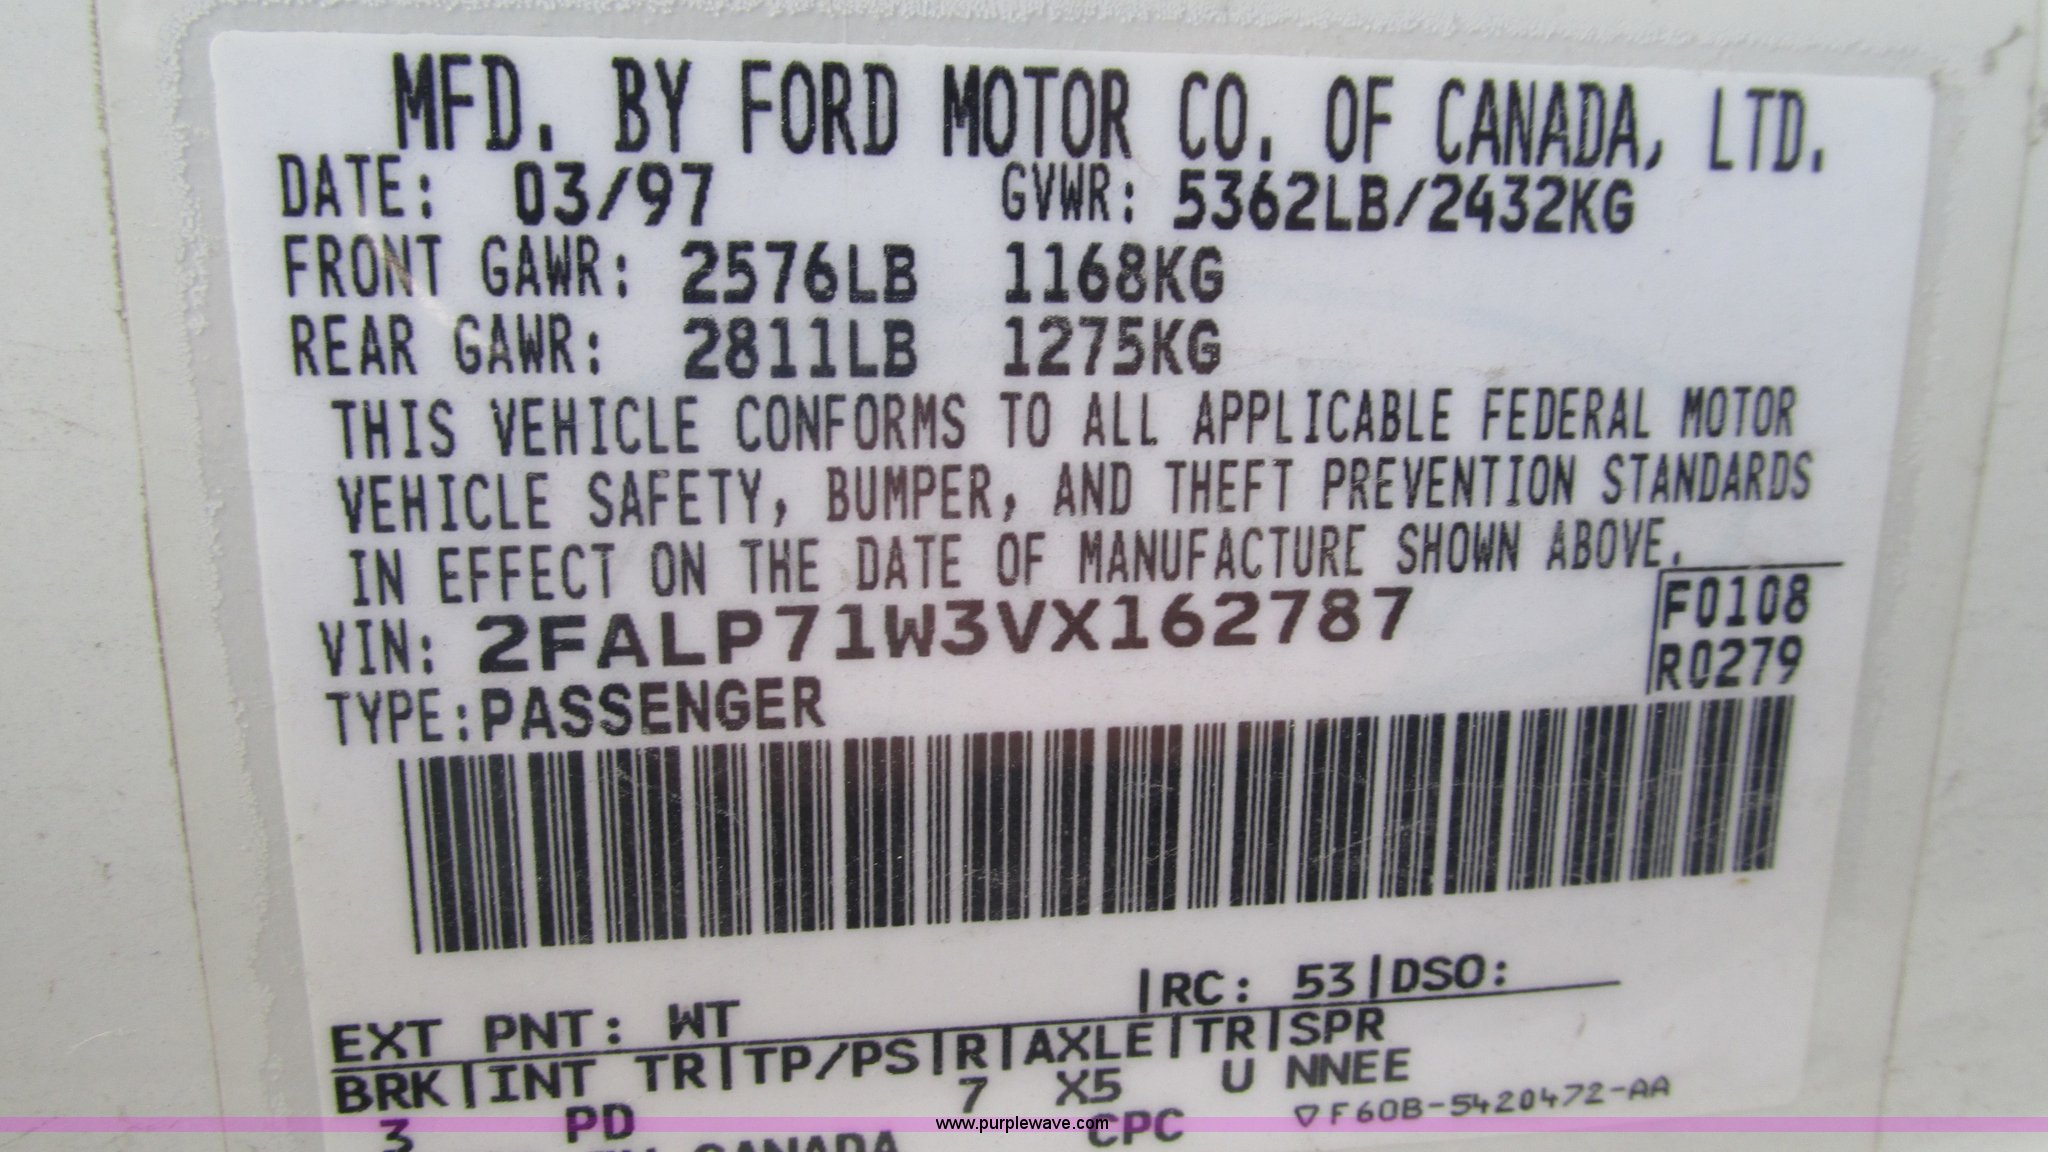 MFD. BY FORD MOTOR CO. OF CANADA, LTD.
DATE: 03/97 GVWR: 5362LB/2432KG
FRONT GAWR: 2576LB 1168KG
REAR GAWR: 2811LB 1275KG
THIS VEHICLE CONFORMS TO ALL APPLICABLE FEDERAL MOTOR
VEHICLE SAFETY, BUMPER, AND THEFT PREVENTION STANDARDS
IN EFFECT ON THE DATE OF MANUFACTURE SHOWN ABOVE.
VIN: 2FALP71W3VX162787
F0108
R0279
TYPE: PASSENGER
EXT PNT: WT |RC: 53|DSO:
BRK|INT TR|TP/PS|R|AXLE|TR|SPR
3 PD 7 X5 U NNEE
CPC ▽F60B-5420472-AA
CANADA
www.purplewave.com